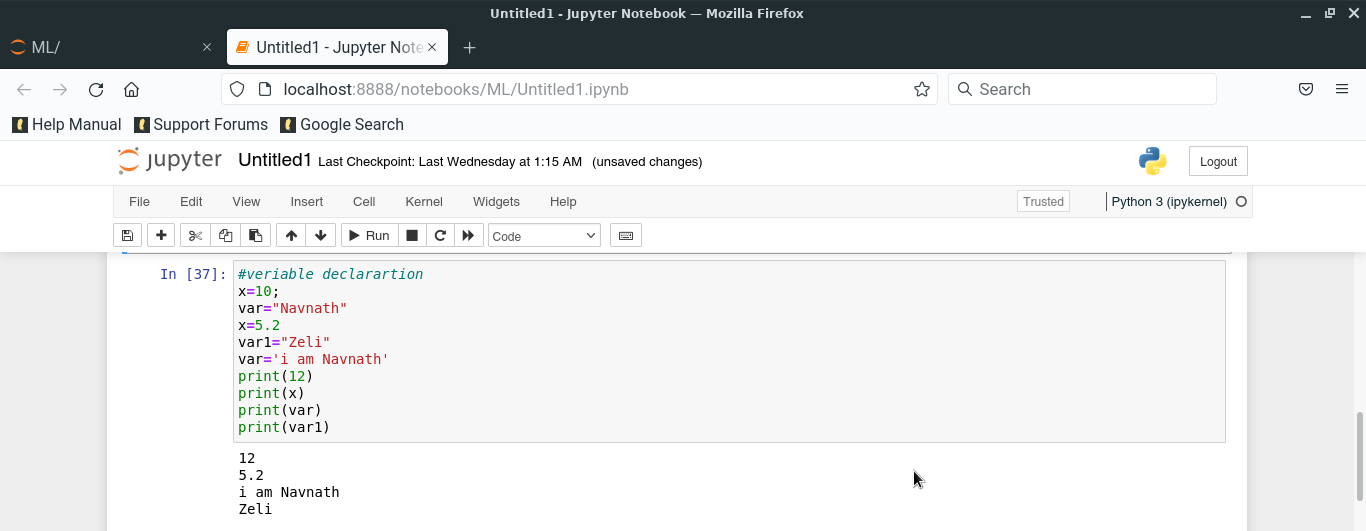 Untitled1 - Jupyter Notebook — Mozilla Firefox
ML/
Untitled1 - Jupyter Note
localhost:8888/notebooks/ML/Untitled1.ipynb
Search
Help Manual
Support Forums
Google Search
jupyter
Untitled1
Last Checkpoint: Last Wednesday at 1:15 AM
(unsaved changes)
Logout
File
Edit
View
Insert
Cell
Kernel
Widgets
Help
Trusted
Python 3 (ipykernel)
Run
Code
In [37]:
#veriable declarartion
x=10;
var="Navnath"
x=5.2
var1="Zeli"
var='i am Navnath'
print(12)
print(x)
print(var)
print(var1)
12
5.2
i am Navnath
Zeli